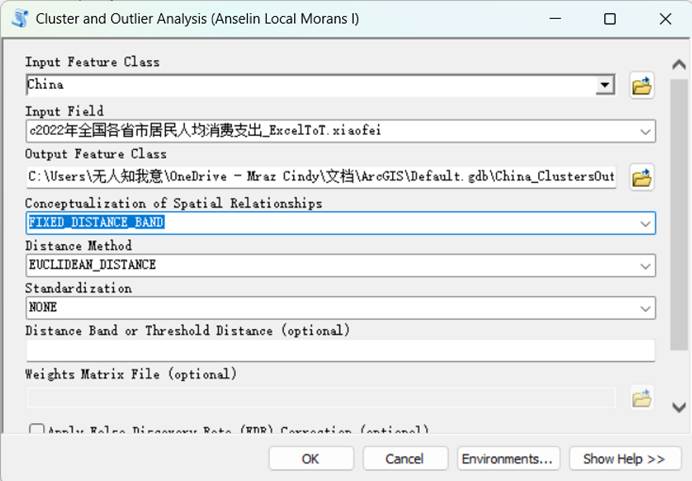 Cluster and Outlier Analysis (Anselin Local Morans I)
Input Feature Class
China
Input Field
c2022年全国各省市居民人均消费支出_ExcelToT.xiaofei
Output Feature Class
C:\Users\无人知我意\OneDrive - Mraz Cindy\文档\ArcGIS\Default.gdb\China_ClustersOut
Conceptualization of Spatial Relationships
FIXED_DISTANCE_BAND
Distance Method
EUCLIDEAN_DISTANCE
Standardization
NONE
Distance Band or Threshold Distance (optional)
Weights Matrix File (optional)
Apply False Discovery Rate (FDR) Correction (optional)
OK Cancel Environments... Show Help >>